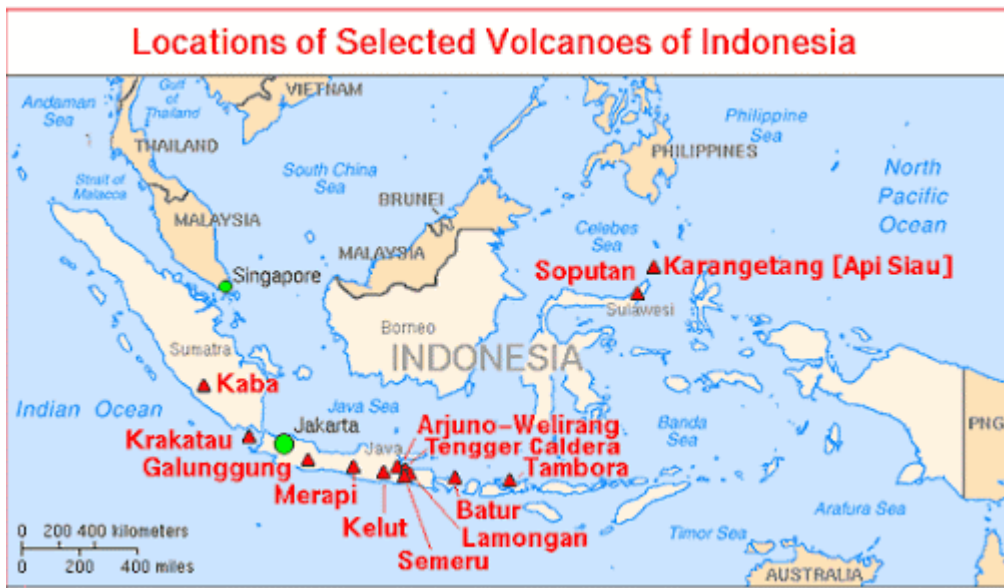 Locations of Selected Volcanoes of Indonesia
Andaman
Sea
Gulf
of
Thailand
VIETNAM
THAILAND
Strait of
Malacca
South China
Sea
Philippine
Sea
PHILIPPINES
North
Pacific
Ocean
MALAYSIA
BRUNEI
MALAYSIA
Celebes
Sea
Singapore
Soputan
Karangetang [Api Siau]
Sulawesi
Borneo
INDONESIA
Sumatra
Kaba
Indian Ocean
Java Sea
Banda
Sea
PNG
Krakatau
Jakarta
Java
Arjuno-Welirang
Tengger Caldera
Galunggung
Tambora
Merapi
Kelut
Batur
Lamongan
Semeru
Arafura Sea
Timor Sea
AUSTRALIA
0 200 400 kilometers
0 200 400 miles